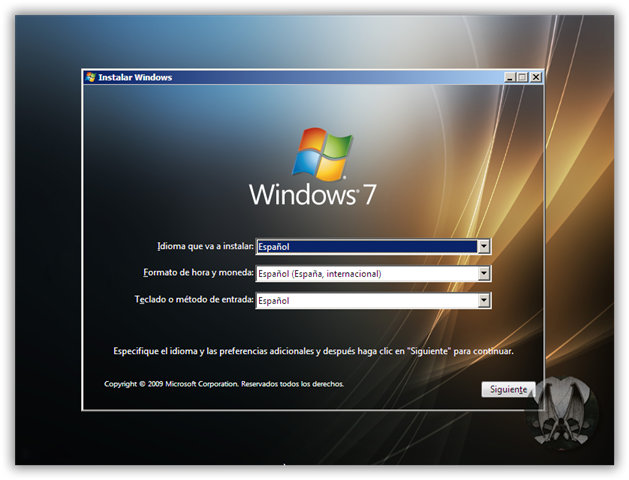 Instalar Windows
Windows® 7
Idioma que va a instalar: Español
Formato de hora y moneda: Español (España, internacional)
Teclado o método de entrada: Español
Especifique el idioma y las preferencias adicionales y después haga clic en "Siguiente" para continuar.
Copyright © 2009 Microsoft Corporation. Reservados todos los derechos.
Siguiente